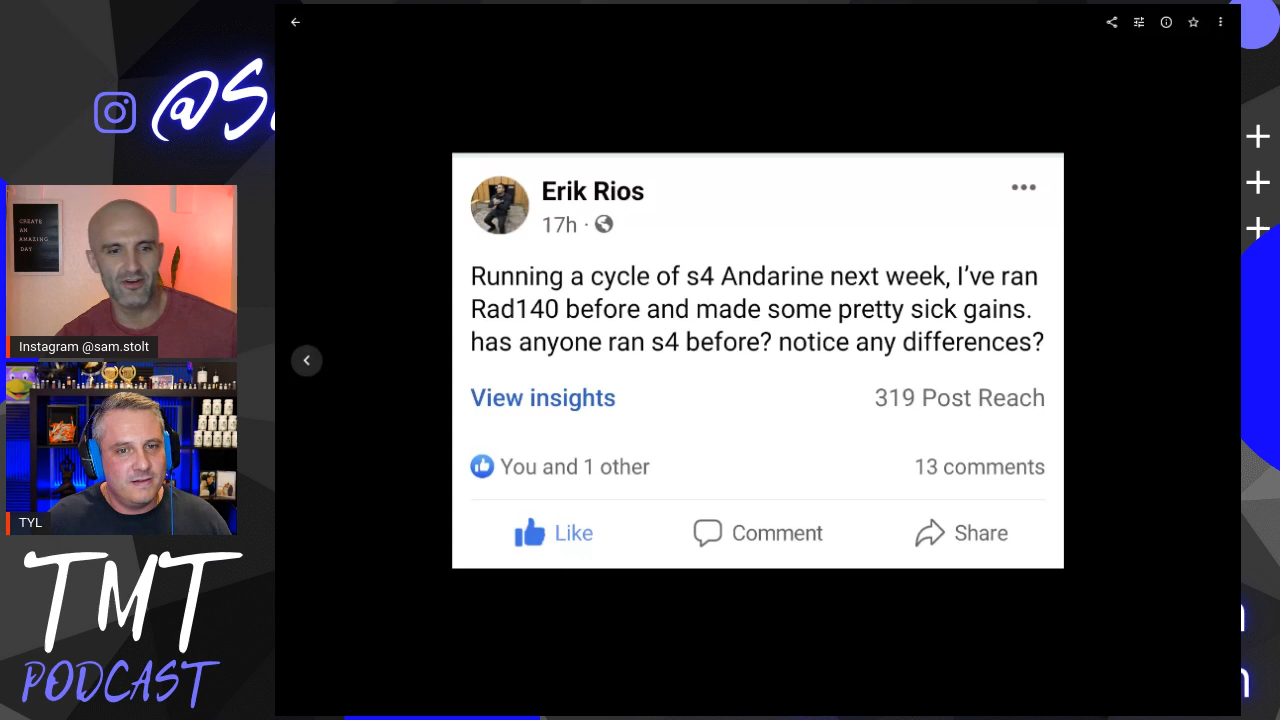 @S
CREATE
AN
AMAZING
DAY
Instagram @sam.stolt
TYL
TMT
PODCAST
Erik Rios
17h ·
Running a cycle of s4 Andarine next week, I’ve ran
Rad140 before and made some pretty sick gains.
has anyone ran s4 before? notice any differences?
View insights
319 Post Reach
You and 1 other
13 comments
Like
Comment
Share